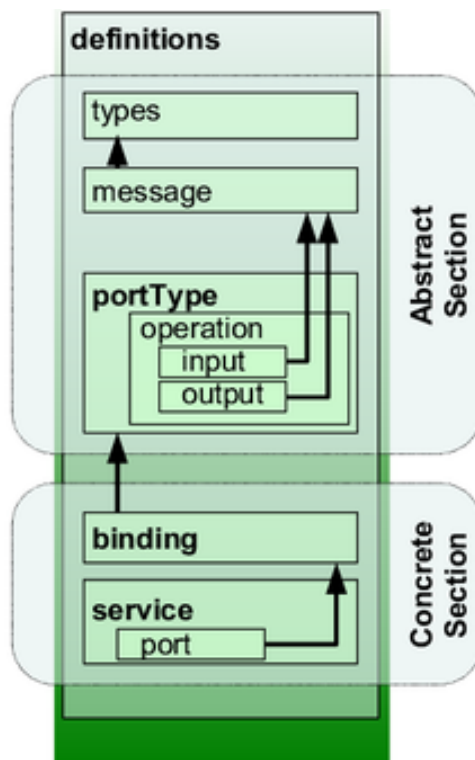 definitions
types
message
portType
operation
input
output
binding
service
port
Abstract
Section
Concrete
Section